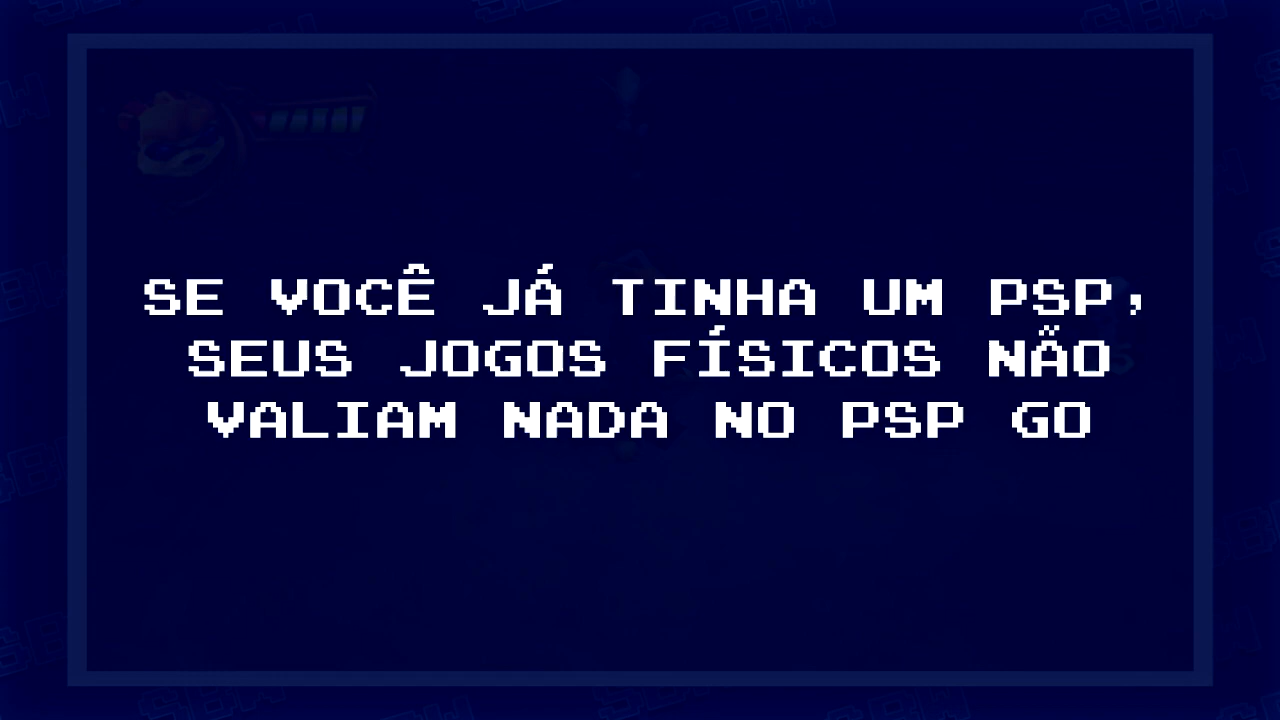 SE VOCÊ JÁ TINHA UM PSP,
SEUS JOGOS FÍSICOS NÃO
VALIAM NADA NO PSP GO